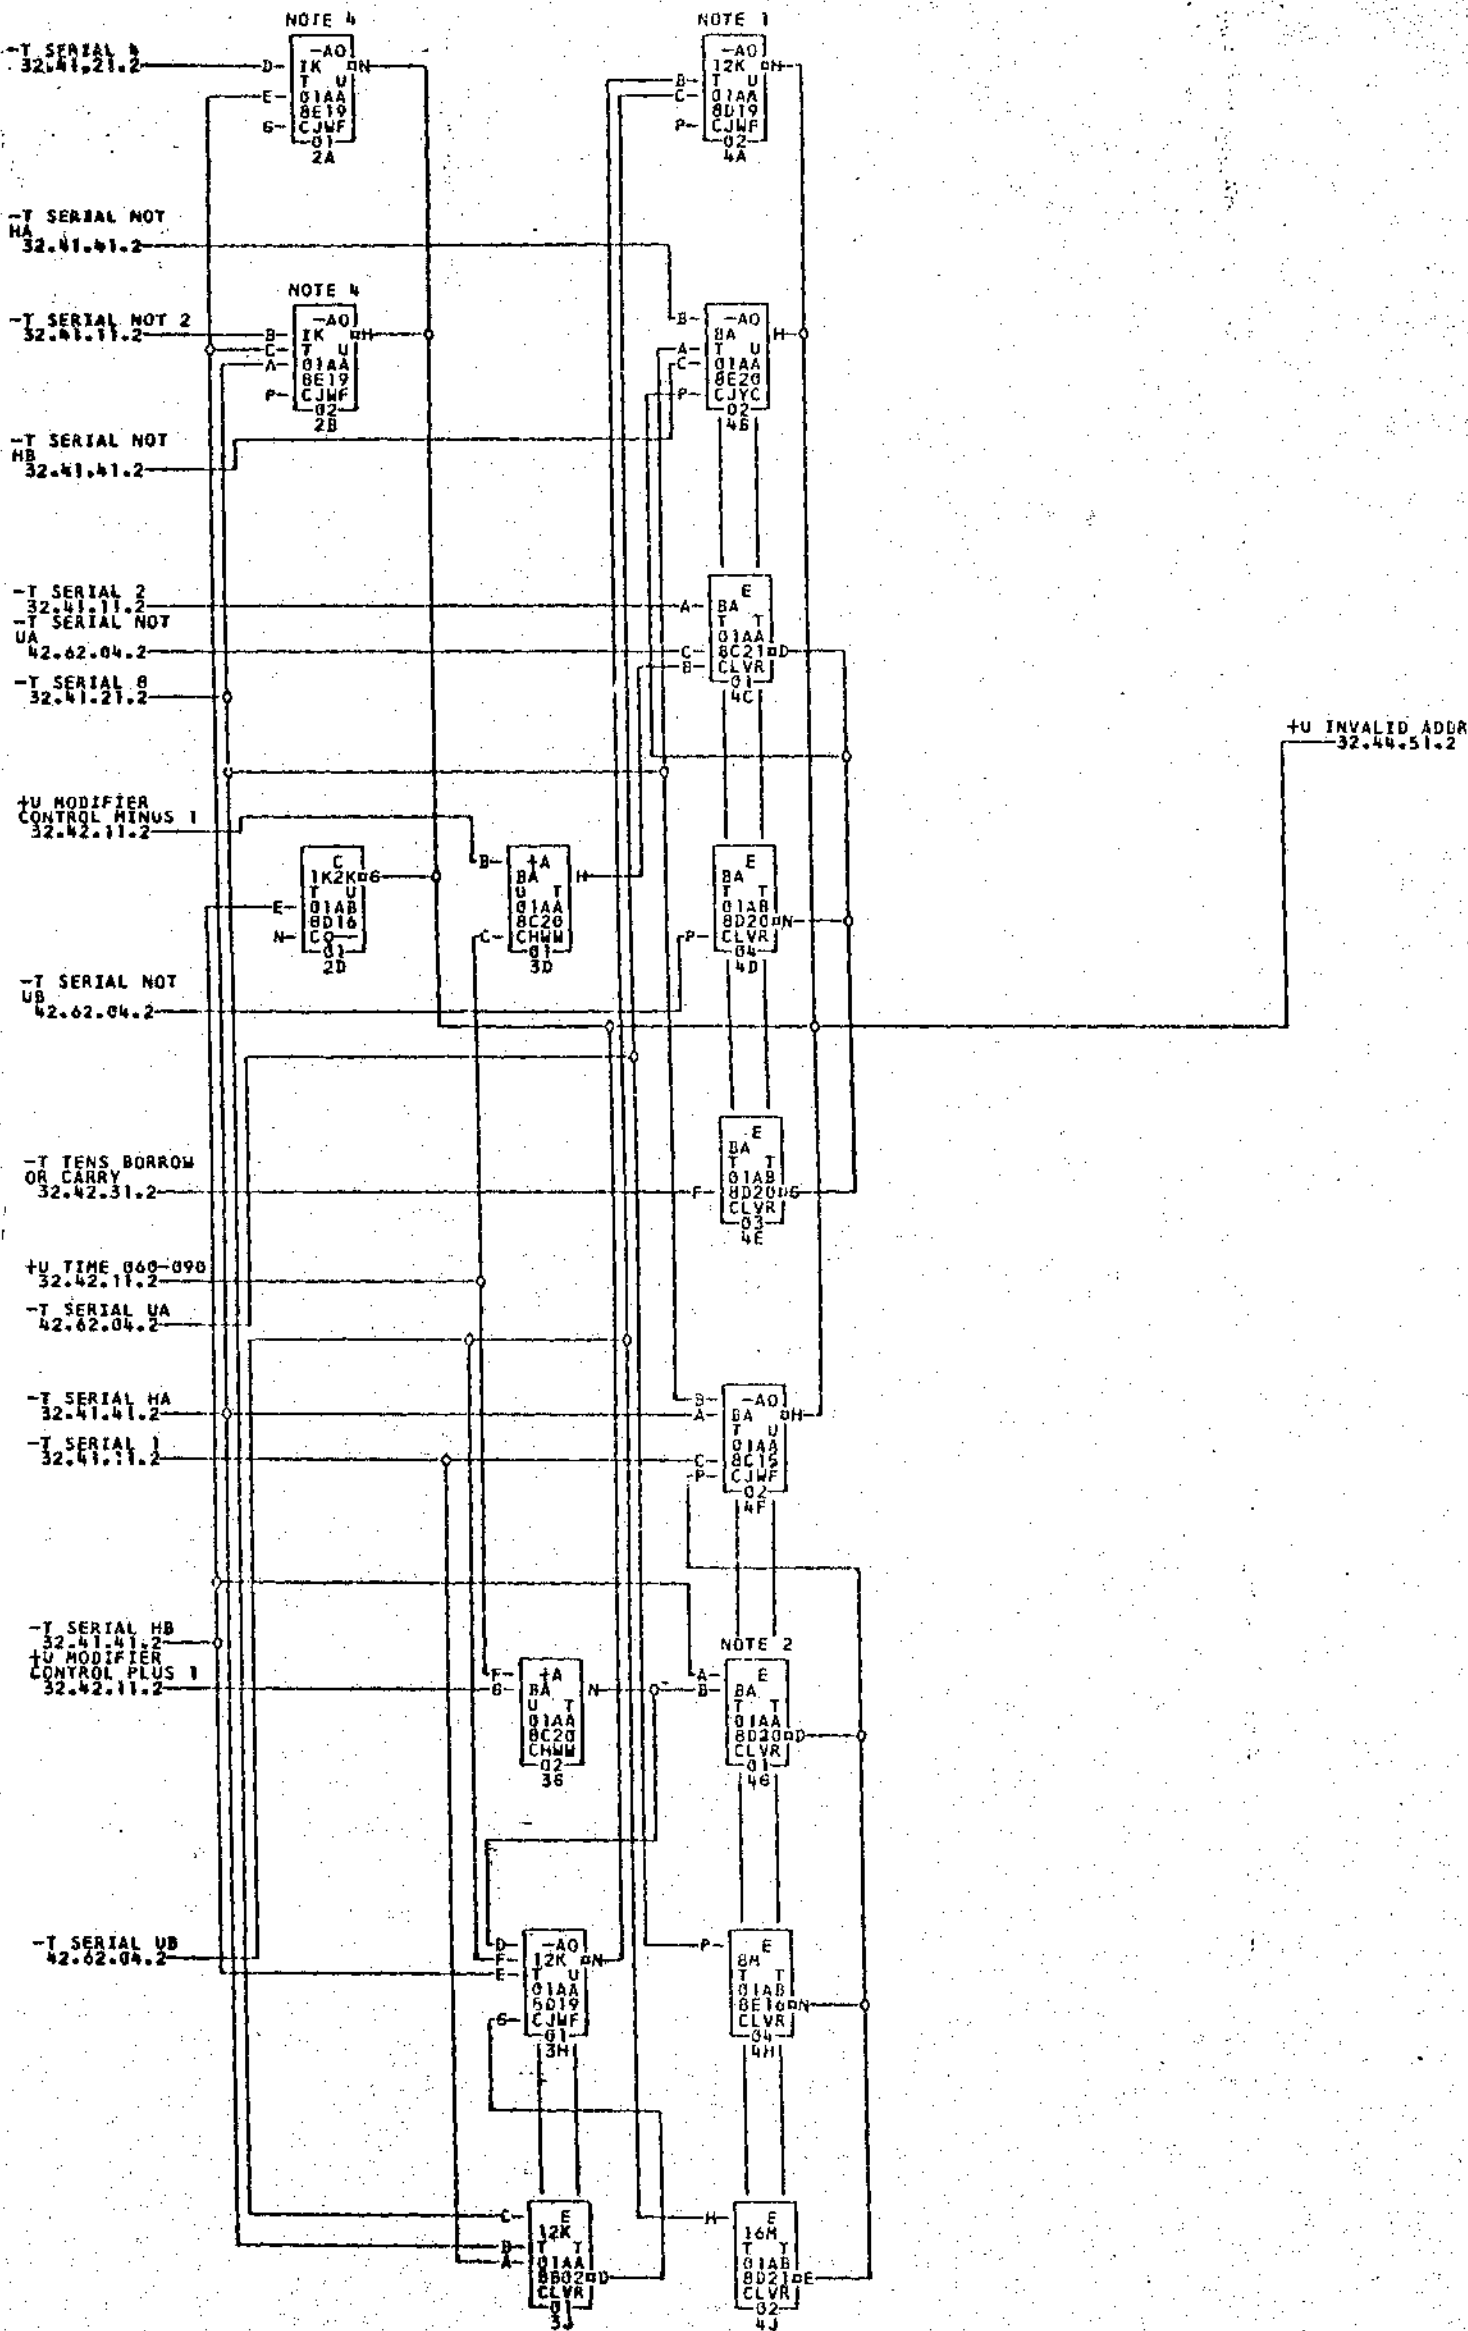 NOTE 4
NOTE 1
-T SERIAL 4
32.41.21.2
D
E
G
-AO
1K N
T U
01AA
8E19
CJWF
01
2A
B
C
P
-AO
12K H
T U
01AA
8D19
CJWF
02
4A
-T SERIAL NOT
HA
32.41.41.2
NOTE 4
-T SERIAL NOT 2
32.41.11.2
B
C
A
P
-AO
1K H
T U
01AA
8E19
CJWF
02
2B
B
A
C
P
-AO
8A H
T U
01AA
8E20
CJYC
02
4B
-T SERIAL NOT
HB
32.41.41.2
-T SERIAL 2
32.41.11.2
-T SERIAL NOT
UA
42.62.04.2
-T SERIAL 8
32.41.21.2
A
C
B
E
BA
T T
01AA
8C21 D
CLVR
01
4C
+U INVALID ADDR
32.44.51.2
+U MODIFIER
CONTROL MINUS 1
32.42.11.2
E
N
C
1K2K G
T U
01AB
8D16
C
01
2D
B
C
+A
BA H
U T
01AA
8C20
CHWW
01
3D
P
E
BA
T T
01AB
8D20 N
CLVR
04
4D
-T SERIAL NOT
UB
42.62.04.2
-T TENS BORROW
OR CARRY
32.42.31.2
F
E
BA
T T
01AB
8D20 G
CLVR
03
4E
+U TIME 060-090
32.42.11.2
-T SERIAL UA
42.62.04.2
-T SERIAL HA
32.41.41.2
-T SERIAL 1
32.41.11.2
B
A
C
P
-AO
BA H
T U
01AA
8C15
CJWF
02
4F
-T SERIAL HB
32.41.41.2
+U MODIFIER
CONTROL PLUS 1
32.42.11.2
F
G
+A
BA N
U T
01AA
8C20
CHWW
02
3G
NOTE 2
A
B
E
BA
T T
01AA
8D20 D
CLVR
01
4G
-T SERIAL UB
42.62.04.2
D
F
E
G
-AO
12K N
T U
01AA
8D19
CJWF
01
3H
P
E
8M
T T
01AB
8E16 N
CLVR
04
4H
C
B
A
E
12K
T T
01AA
8B02 D
CLVR
01
3J
H
E
16M
T T
01AB
8D21 E
CLVR
02
4J